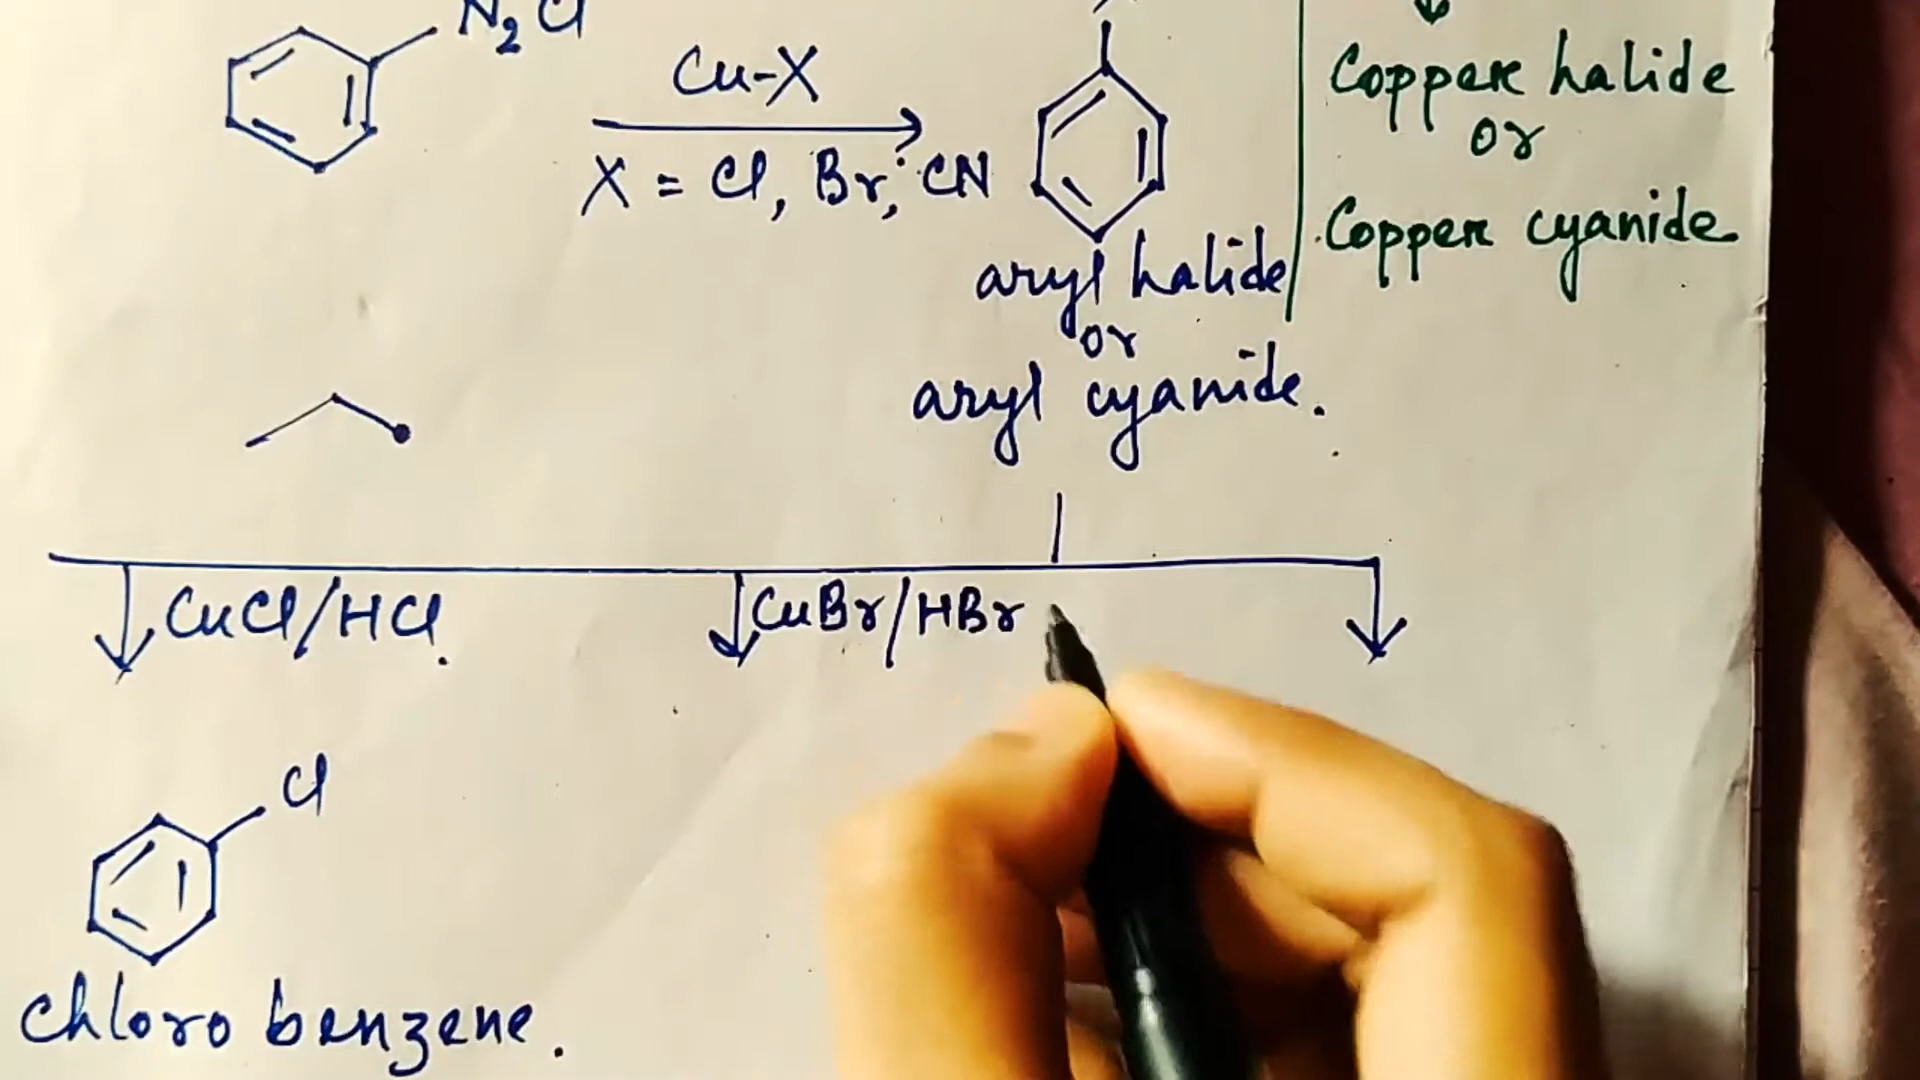 N₂Cl
Cu-X
X = Cl, Br, CN
aryl halide
or
aryl cyanide.
Copper halide
or
Copper cyanide
CuCl/HCl
CuBr/HBr
Cl
chloro benzene.